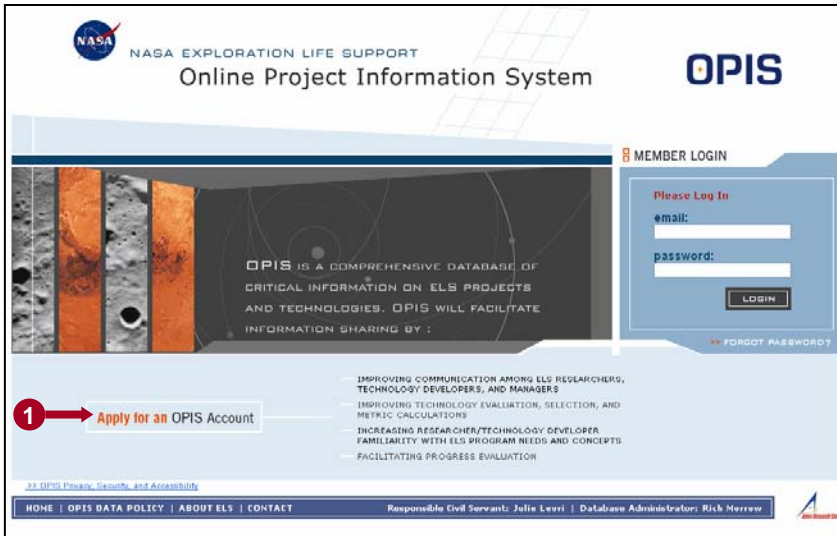 NASA
NASA EXPLORATION LIFE SUPPORT
Online Project Information System
OPIS
MEMBER LOGIN
Please Log In
email:
password:
LOGIN
>> FORGOT PASSWORD?
OPIS IS A COMPREHENSIVE DATABASE OF
CRITICAL INFORMATION ON ELS PROJECTS
AND TECHNOLOGIES. OPIS WILL FACILITATE
INFORMATION SHARING BY :
1
Apply for an OPIS Account
IMPROVING COMMUNICATION AMONG ELS RESEARCHERS,
TECHNOLOGY DEVELOPERS, AND MANAGERS
IMPROVING TECHNOLOGY EVALUATION, SELECTION, AND
METRIC CALCULATIONS
INCREASING RESEARCHER/TECHNOLOGY DEVELOPER
FAMILIARITY WITH ELS PROGRAM NEEDS AND CONCEPTS
FACILITATING PROGRESS EVALUATION
>> OPIS Privacy, Security, and Accessibility
HOME | OPIS DATA POLICY | ABOUT ELS | CONTACT
Responsible Civil Servant: Julie Levri | Database Administrator: Rich Morrow